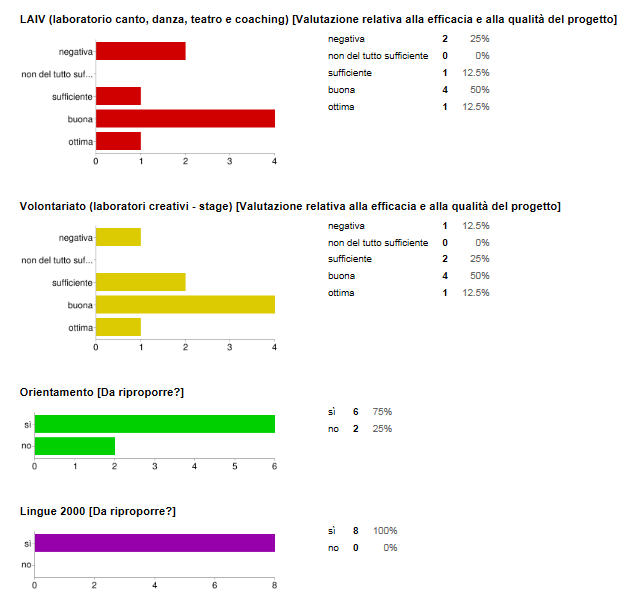 LAIV (laboratorio canto, danza, teatro e coaching) [Valutazione relativa alla efficacia e alla qualità del progetto]
negativa
non del tutto suf...
sufficiente
buona
ottima
0 1 2 3 4
negativa 2 25%
non del tutto sufficiente 0 0%
sufficiente 1 12.5%
buona 4 50%
ottima 1 12.5%
Volontariato (laboratori creativi - stage) [Valutazione relativa alla efficacia e alla qualità del progetto]
negativa
non del tutto suf...
sufficiente
buona
ottima
0 1 2 3 4
negativa 1 12.5%
non del tutto sufficiente 0 0%
sufficiente 2 25%
buona 4 50%
ottima 1 12.5%
Orientamento [Da riproporre?]
sì
no
0 1 2 3 4 5 6
sì 6 75%
no 2 25%
Lingue 2000 [Da riproporre?]
sì
no
0 2 4 6 8
sì 8 100%
no 0 0%